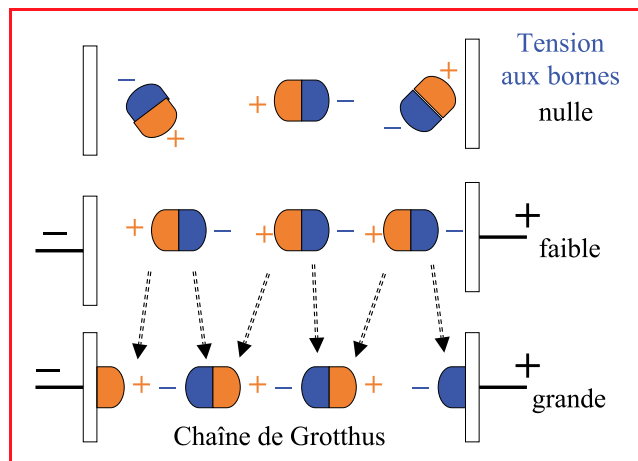 Tension
aux bornes
nulle
− + + − + −
− + + − + − + − +
faible
− + − + − + − +
grande
Chaîne de Grotthus